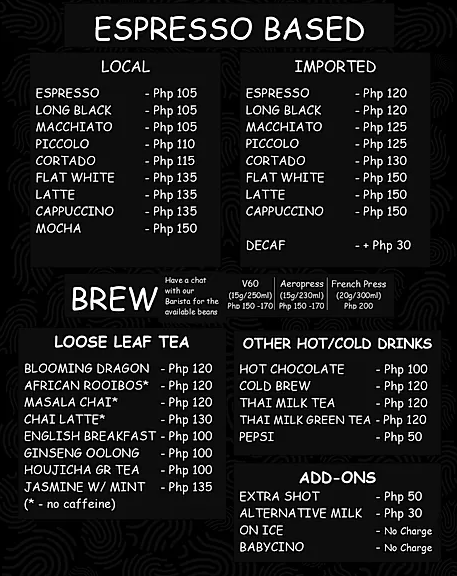 ESPRESSO BASED
LOCAL
ESPRESSO - Php 105
LONG BLACK - Php 105
MACCHIATO - Php 105
PICCOLO - Php 110
CORTADO - Php 115
FLAT WHITE - Php 135
LATTE - Php 135
CAPPUCCINO - Php 135
MOCHA - Php 150
IMPORTED
ESPRESSO - Php 120
LONG BLACK - Php 120
MACCHIATO - Php 125
PICCOLO - Php 125
CORTADO - Php 130
FLAT WHITE - Php 150
LATTE - Php 150
CAPPUCCINO - Php 150
DECAF - + Php 30
BREW
Have a chat
with our
Barista for the
available beans
V60
(15g/250ml)
Php 150 -170
Aeropress
(15g/230ml)
Php 150 -170
French Press
(20g/300ml)
Php 200
LOOSE LEAF TEA
BLOOMING DRAGON - Php 120
AFRICAN ROOIBOS* - Php 120
MASALA CHAI* - Php 120
CHAI LATTE* - Php 130
ENGLISH BREAKFAST - Php 100
GINSENG OOLONG - Php 100
HOUJICHA GR TEA - Php 100
JASMINE W/ MINT - Php 135
(* - no caffeine)
OTHER HOT/COLD DRINKS
HOT CHOCOLATE - Php 100
COLD BREW - Php 120
THAI MILK TEA - Php 120
THAI MILK GREEN TEA - Php 120
PEPSI - Php 50
ADD-ONS
EXTRA SHOT - Php 50
ALTERNATIVE MILK - Php 30
ON ICE - No Charge
BABYCINO - No Charge